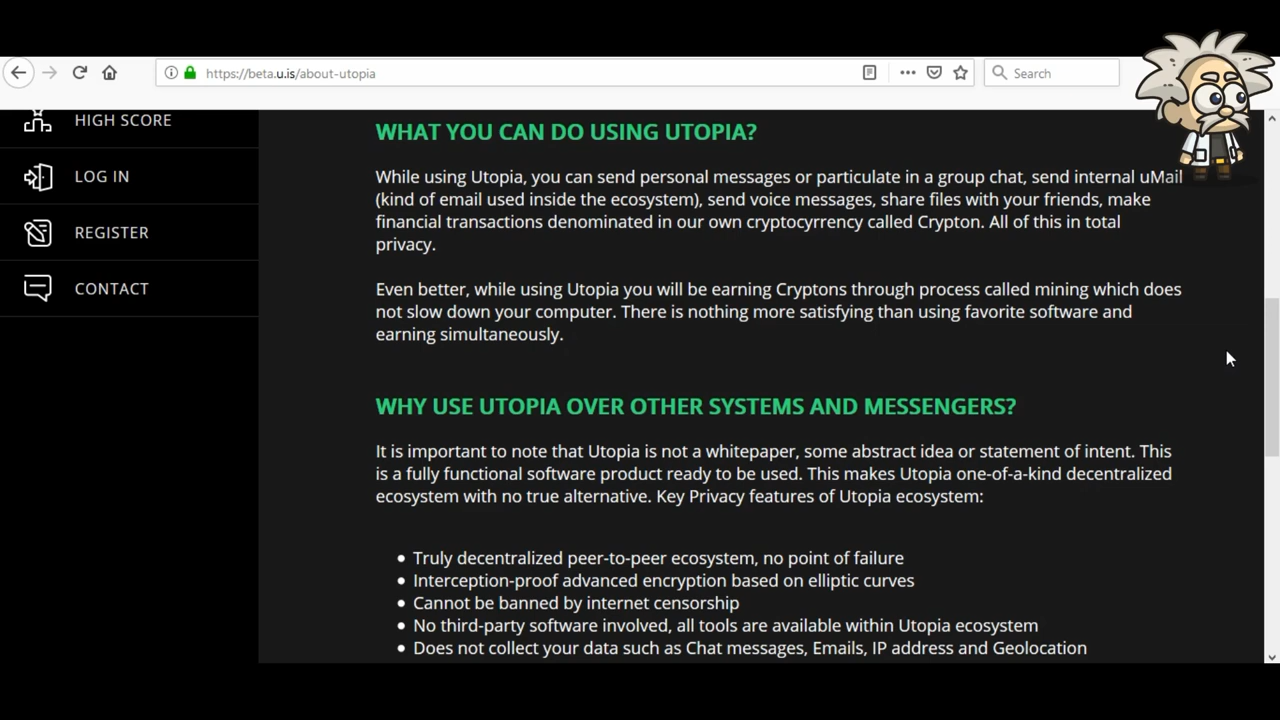 https://beta.u.is/about-utopia
Search
HIGH SCORE
LOG IN
REGISTER
CONTACT
WHAT YOU CAN DO USING UTOPIA?
While using Utopia, you can send personal messages or particulate in a group chat, send internal uMail
(kind of email used inside the ecosystem), send voice messages, share files with your friends, make
financial transactions denominated in our own cryptocyrrency called Crypton. All of this in total
privacy.
Even better, while using Utopia you will be earning Cryptons through process called mining which does
not slow down your computer. There is nothing more satisfying than using favorite software and
earning simultaneously.
WHY USE UTOPIA OVER OTHER SYSTEMS AND MESSENGERS?
It is important to note that Utopia is not a whitepaper, some abstract idea or statement of intent. This
is a fully functional software product ready to be used. This makes Utopia one-of-a-kind decentralized
ecosystem with no true alternative. Key Privacy features of Utopia ecosystem:
• Truly decentralized peer-to-peer ecosystem, no point of failure
• Interception-proof advanced encryption based on elliptic curves
• Cannot be banned by internet censorship
• No third-party software involved, all tools are available within Utopia ecosystem
• Does not collect your data such as Chat messages, Emails, IP address and Geolocation